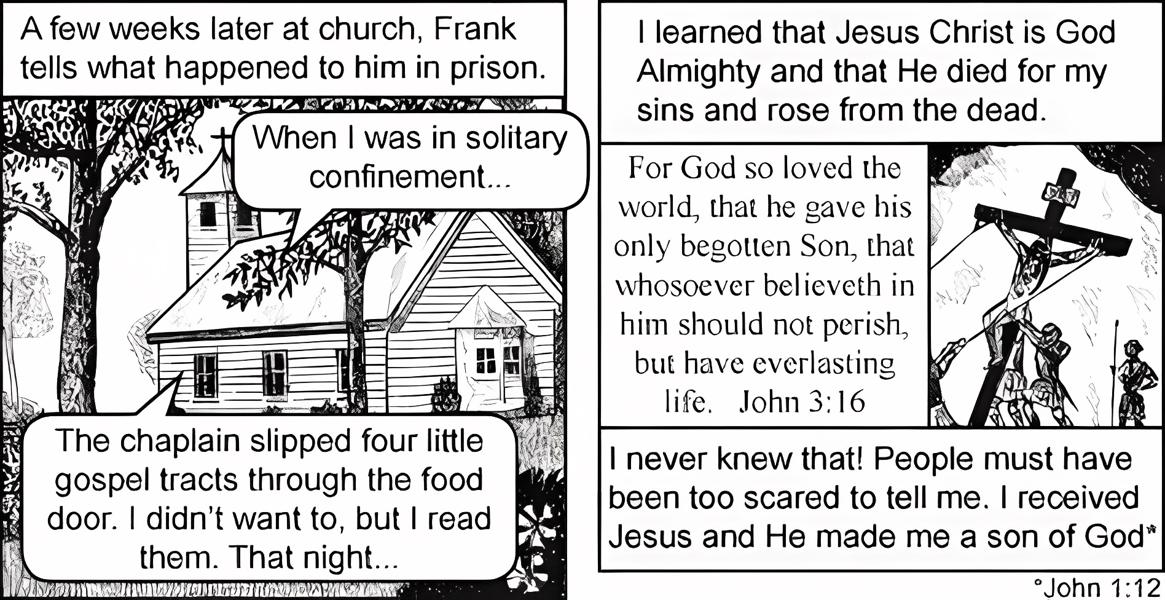 A few weeks later at church, Frank
tells what happened to him in prison.
When I was in solitary
confinement...
The chaplain slipped four little
gospel tracts through the food
door. I didn't want to, but I read
them. That night...
I learned that Jesus Christ is God
Almighty and that He died for my
sins and rose from the dead.
For God so loved the
world, that he gave his
only begotten Son, that
whosoever believeth in
him should not perish,
but have everlasting
life. John 3:16
I never knew that! People must have
been too scared to tell me. I received
Jesus and He made me a son of God*
*John 1:12